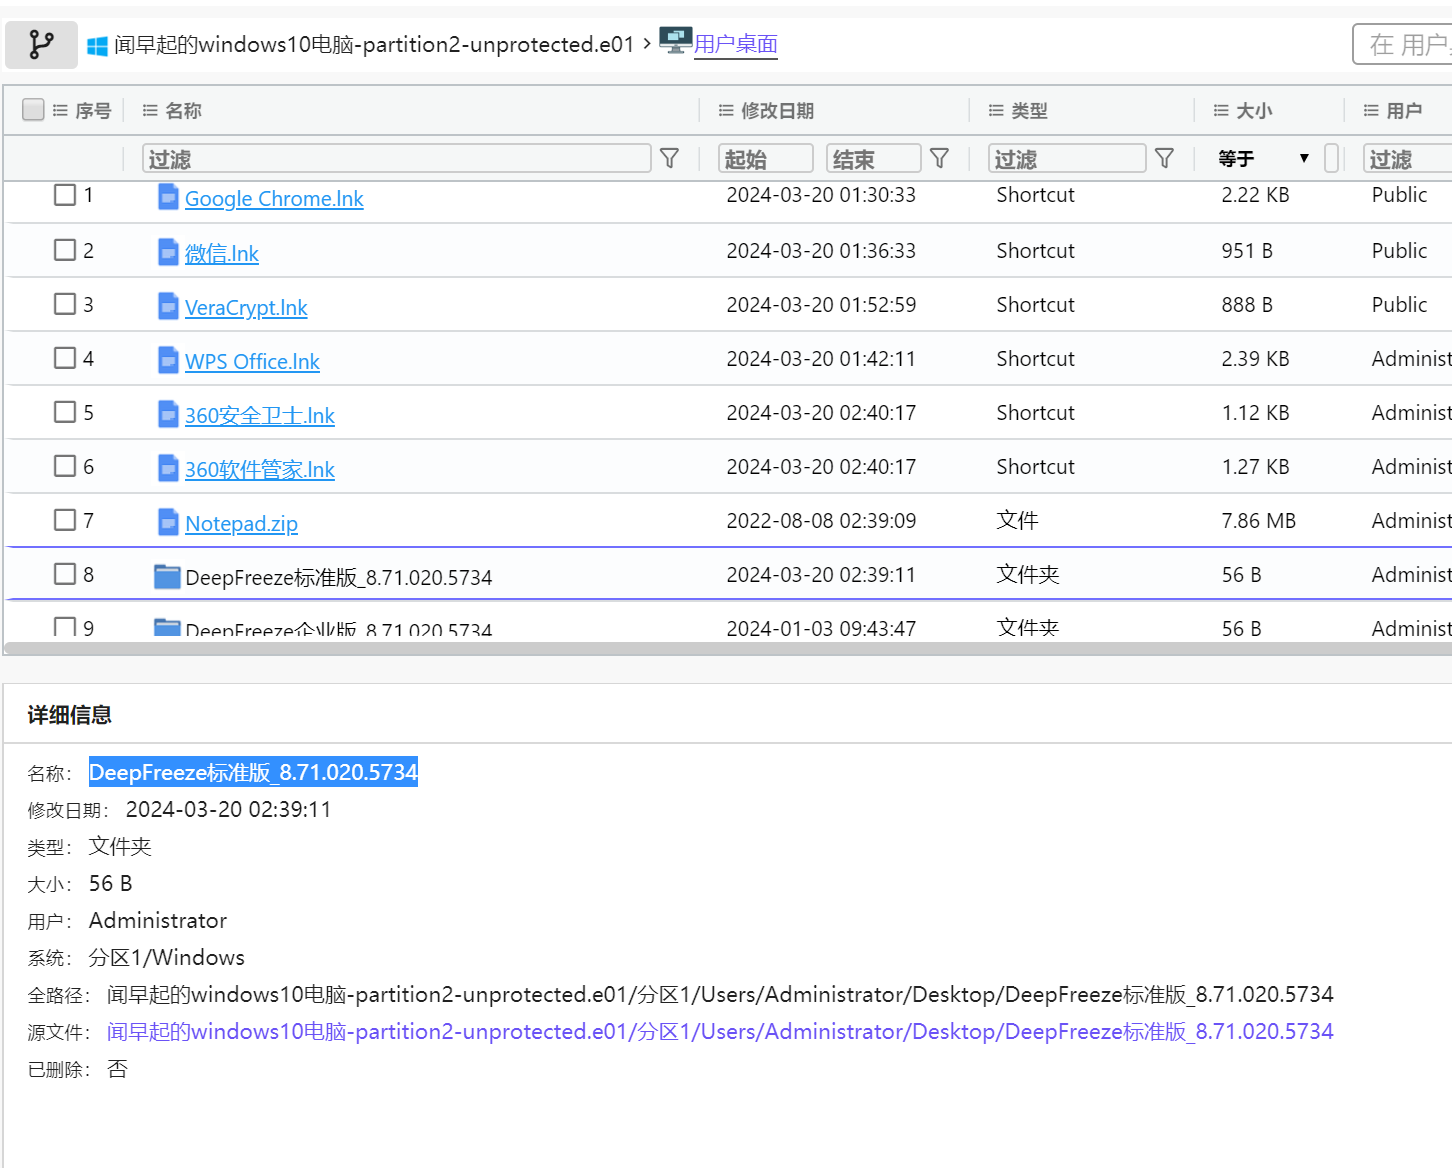 闻早起的windows10电脑-partition2-unprotected.e01 › 用户桌面 在 用户
序号 名称 修改日期 类型 大小 用户
过滤 起始 结束 过滤 等于 ▼ 过滤
1 Google Chrome.lnk 2024-03-20 01:30:33 Shortcut 2.22 KB Public
2 微信.lnk 2024-03-20 01:36:33 Shortcut 951 B Public
3 VeraCrypt.lnk 2024-03-20 01:52:59 Shortcut 888 B Public
4 WPS Office.lnk 2024-03-20 01:42:11 Shortcut 2.39 KB Administ
5 360安全卫士.lnk 2024-03-20 02:40:17 Shortcut 1.12 KB Administ
6 360软件管家.lnk 2024-03-20 02:40:17 Shortcut 1.27 KB Administ
7 Notepad.zip 2022-08-08 02:39:09 文件 7.86 MB Administ
8 DeepFreeze标准版_8.71.020.5734 2024-03-20 02:39:11 文件夹 56 B Administ
9 DeepFreeze企业版_8.71.020.5734 2024-01-03 09:43:47 文件夹 56 B Administ
详细信息
名称： DeepFreeze标准版_8.71.020.5734
修改日期： 2024-03-20 02:39:11
类型： 文件夹
大小： 56 B
用户： Administrator
系统： 分区1/Windows
全路径： 闻早起的windows10电脑-partition2-unprotected.e01/分区1/Users/Administrator/Desktop/DeepFreeze标准版_8.71.020.5734
源文件： 闻早起的windows10电脑-partition2-unprotected.e01/分区1/Users/Administrator/Desktop/DeepFreeze标准版_8.71.020.5734
已删除： 否